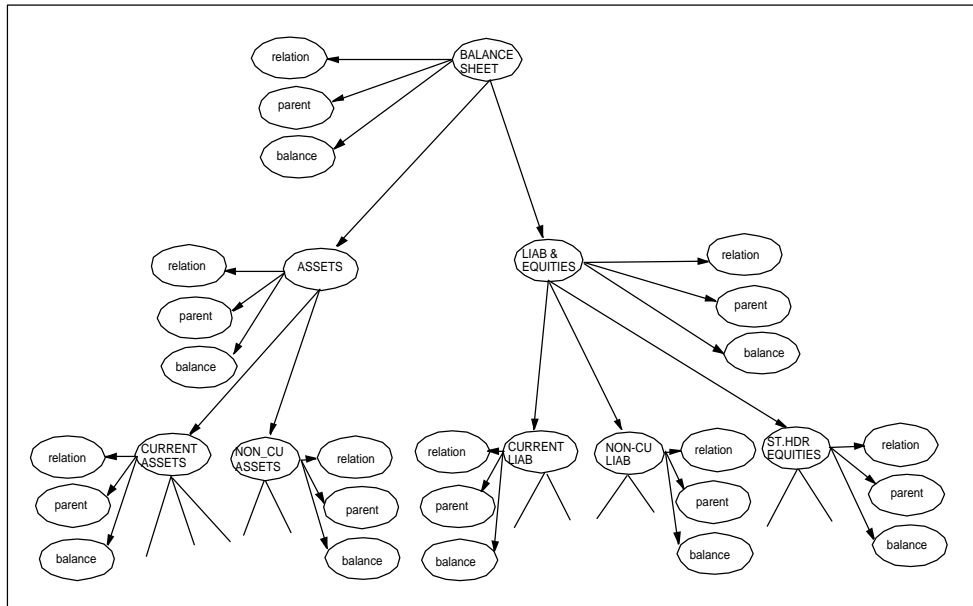 relation
BALANCE
SHEET
parent
balance
relation
ASSETS
parent
balance
LIAB &
EQUITIES
relation
parent
balance
relation
CURRENT
ASSETS
parent
balance
NON_CU
ASSETS
relation
parent
balance
relation
CURRENT
LIAB
parent
balance
NON-CU
LIAB
relation
parent
balance
ST.HDR
EQUITIES
relation
parent
balance